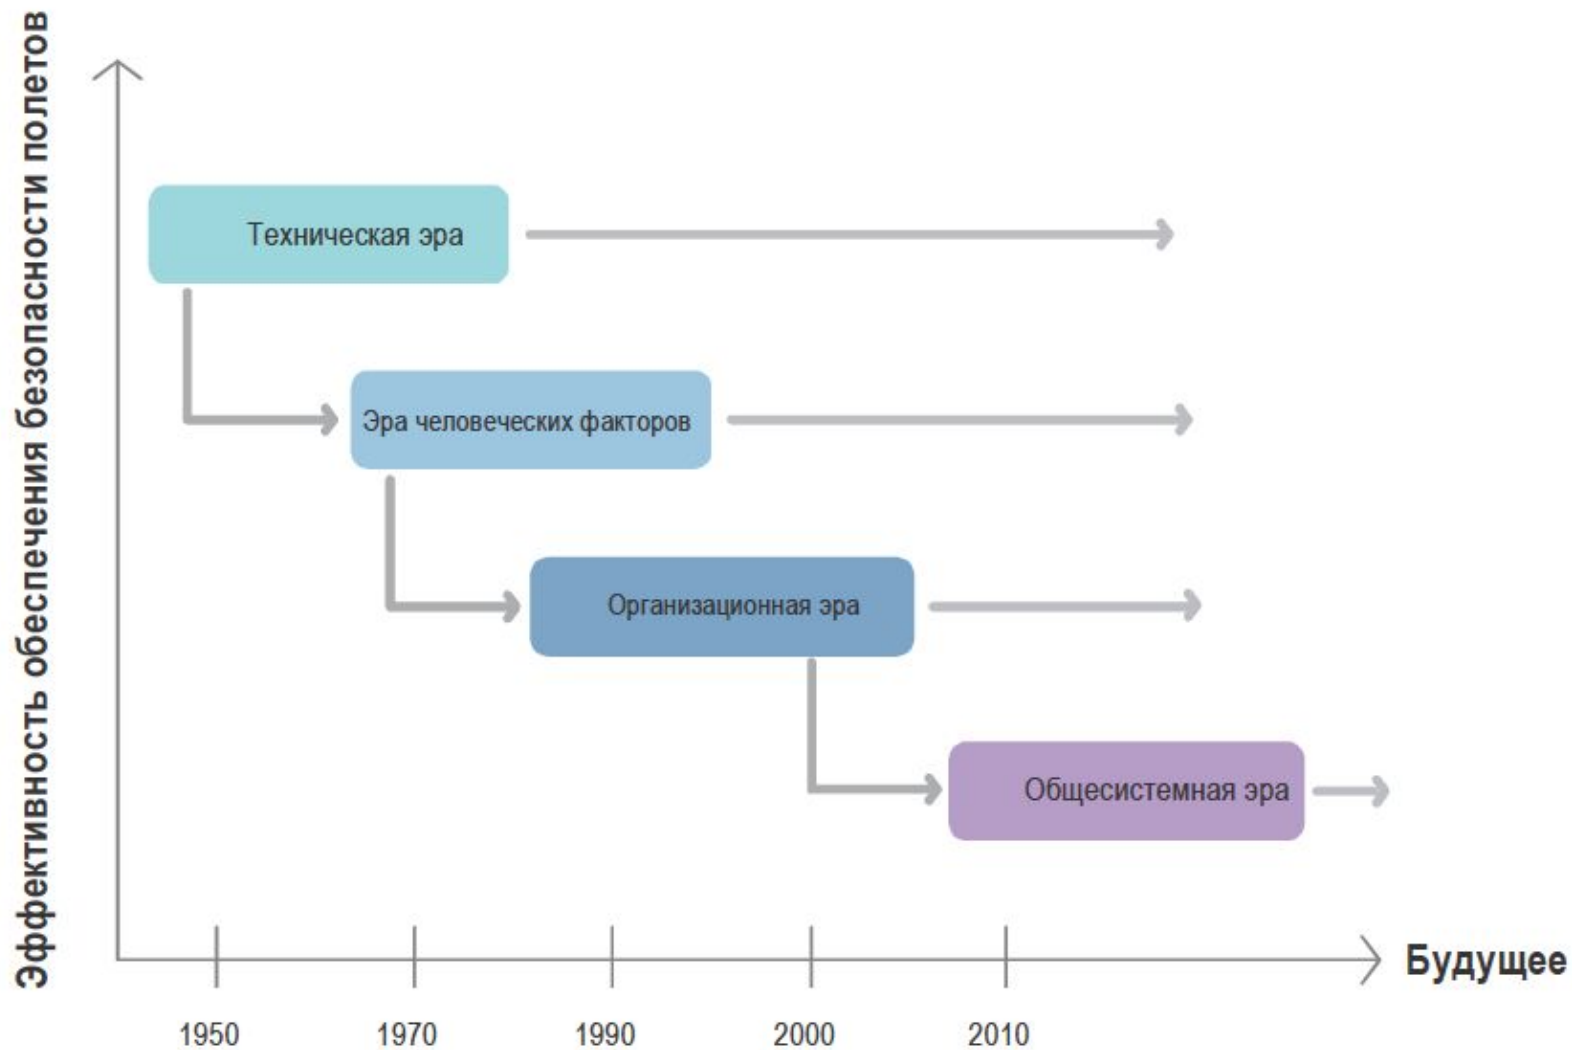 Эффективность обеспечения безопасности полетов
Техническая эра
Эра человеческих факторов
Организационная эра
Общесистемная эра
Будущее
1950
1970
1990
2000
2010